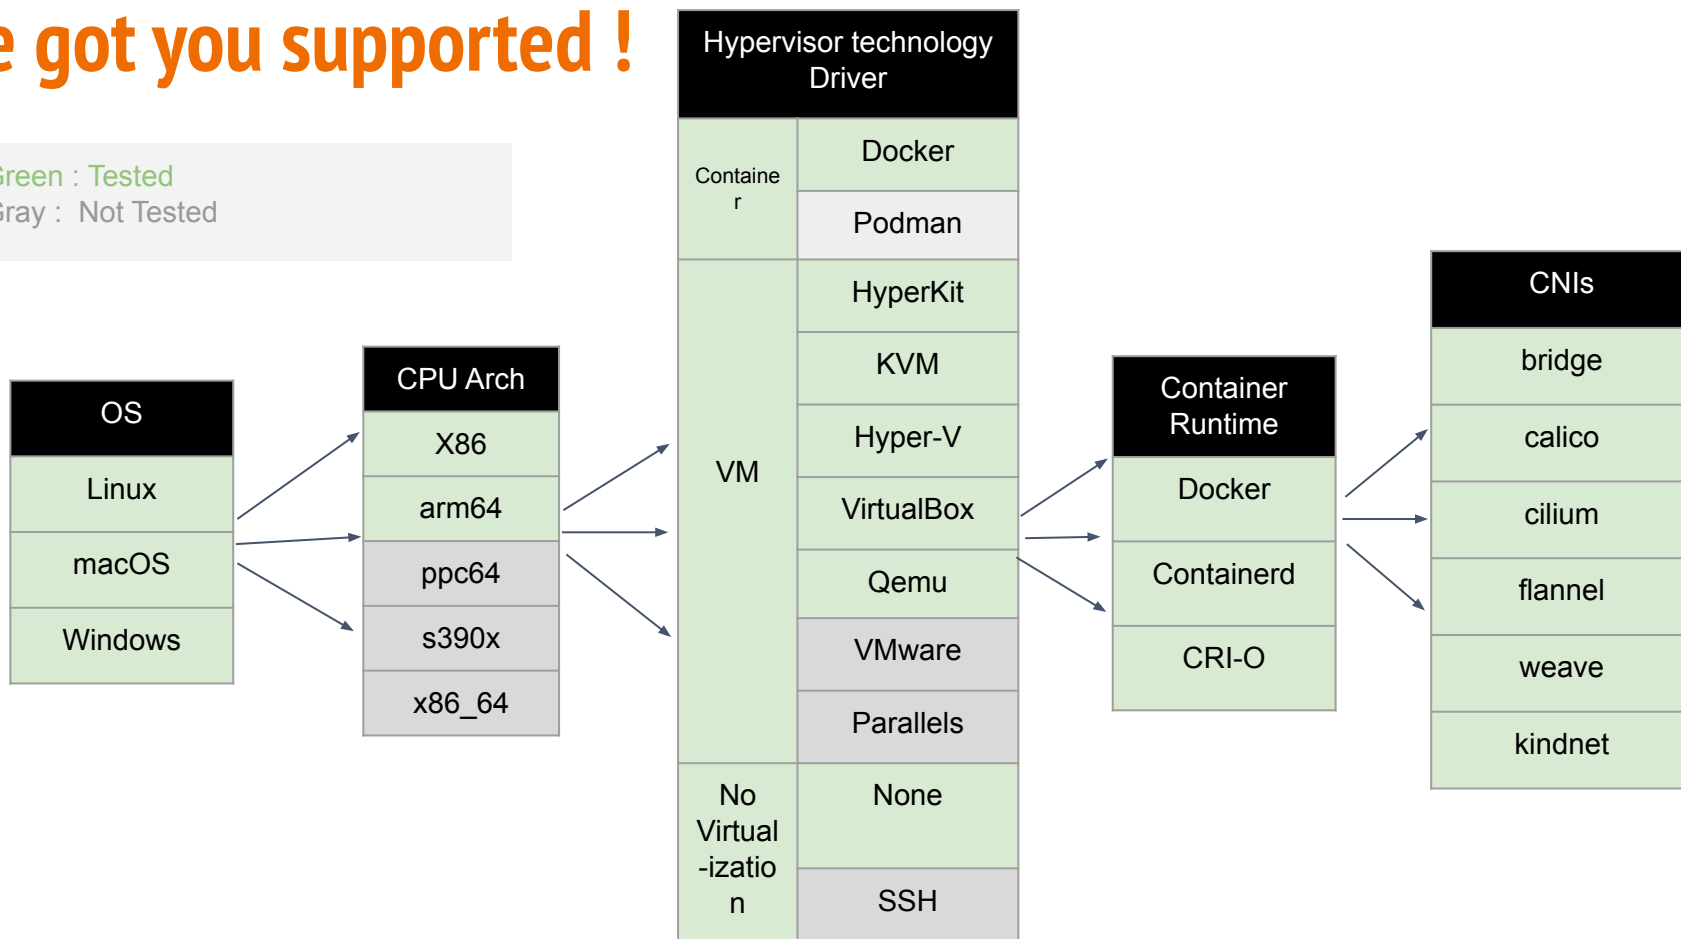 e got you supported !
Green : Tested
Gray : Not Tested
OS
Linux
macOS
Windows
CPU Arch
X86
arm64
ppc64
s390x
x86_64
Hypervisor technology
Driver
Containe
r
Docker
Podman
VM
HyperKit
KVM
Hyper-V
VirtualBox
Qemu
VMware
Parallels
No
Virtual
-izatio
n
None
SSH
Container
Runtime
Docker
Containerd
CRI-O
CNIs
bridge
calico
cilium
flannel
weave
kindnet